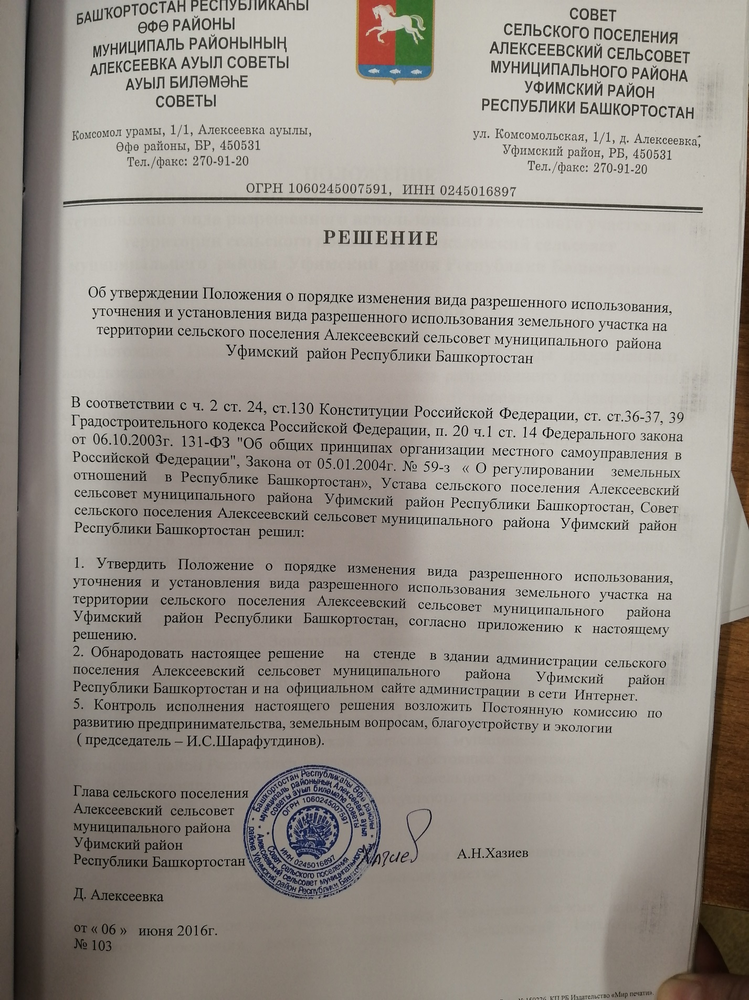 БАШҠОРТОСТАН РЕСПУБЛИКАҺЫ
ӨФӨ РАЙОНЫ
МУНИЦИПАЛЬ РАЙОНЫНЫҢ
АЛЕКСЕЕВКА АУЫЛ СОВЕТЫ
АУЫЛ БИЛӘМӘҺЕ
СОВЕТЫ
Комсомол урамы, 1/1, Алексеевка ауылы,
Өфө районы, БР, 450531
Тел./факс: 270-91-20
СОВЕТ
СЕЛЬСКОГО ПОСЕЛЕНИЯ
АЛЕКСЕЕВСКИЙ СЕЛЬСОВЕТ
МУНИЦИПАЛЬНОГО РАЙОНА
УФИМСКИЙ РАЙОН
РЕСПУБЛИКИ БАШКОРТОСТАН
ул. Комсомольская, 1/1, д. Алексеевка,
Уфимский район, РБ, 450531
Тел./факс: 270-91-20
ОГРН 1060245007591, ИНН 0245016897
РЕШЕНИЕ
Об утверждении Положения о порядке изменения вида разрешенного использования,
уточнения и установления вида разрешенного использования земельного участка на
территории сельского поселения Алексеевский сельсовет муниципального района
Уфимский район Республики Башкортостан
В соответствии с ч. 2 ст. 24, ст.130 Конституции Российской Федерации, ст. ст.36-37, 39
Градостроительного кодекса Российской Федерации, п. 20 ч.1 ст. 14 Федерального закона
от 06.10.2003г. 131-ФЗ "Об общих принципах организации местного самоуправления в
Российской Федерации", Закона от 05.01.2004г. № 59-з « О регулировании земельных
отношений в Республике Башкортостан», Устава сельского поселения Алексеевский
сельсовет муниципального района Уфимский район Республики Башкортостан, Совет
сельского поселения Алексеевский сельсовет муниципального района Уфимский район
Республики Башкортостан решил:
1. Утвердить Положение о порядке изменения вида разрешенного использования,
уточнения и установления вида разрешенного использования земельного участка на
территории сельского поселения Алексеевский сельсовет муниципального района
Уфимский район Республики Башкортостан, согласно приложению к настоящему
решению.
2. Обнародовать настоящее решение на стенде в здании администрации сельского
поселения Алексеевский сельсовет муниципального района Уфимский район
Республики Башкортостан и на официальном сайте администрации в сети Интернет.
5. Контроль исполнения настоящего решения возложить Постоянную комиссию по
развитию предпринимательства, земельным вопросам, благоустройству и экологии
( председатель – И.С.Шарафутдинов).
Глава сельского поселения
Алексеевский сельсовет
муниципального района
Уфимский район
Республики Башкортостан
Башкортостан Республикаһы Өфө районы
муниципаль районының Алексеевка ауыл
советы ауыл биләмәһе советы
ОГРН 1060245007591
ИНН 0245016897
Совет сельского поселения
Алексеевский сельсовет муниципального
района Уфимский район Республики
Хазиев
А.Н.Хазиев
Д. Алексеевка
от « 06 » июня 2016г.
№ 103
КП РБ Издательство «Мир печати».